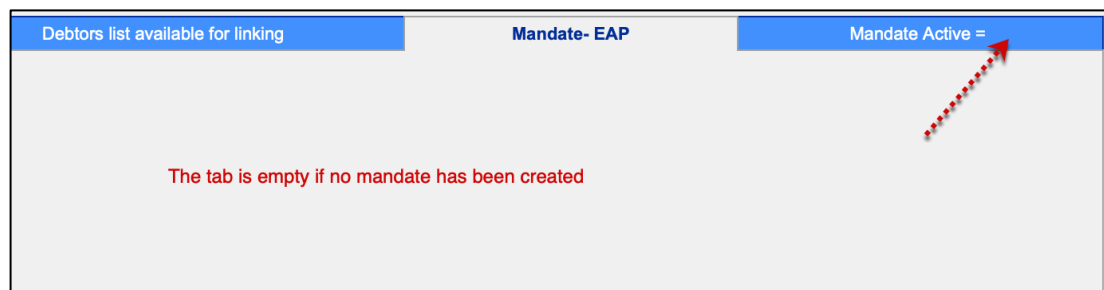 Debtors list available for linking
Mandate- EAP
Mandate Active =
The tab is empty if no mandate has been created